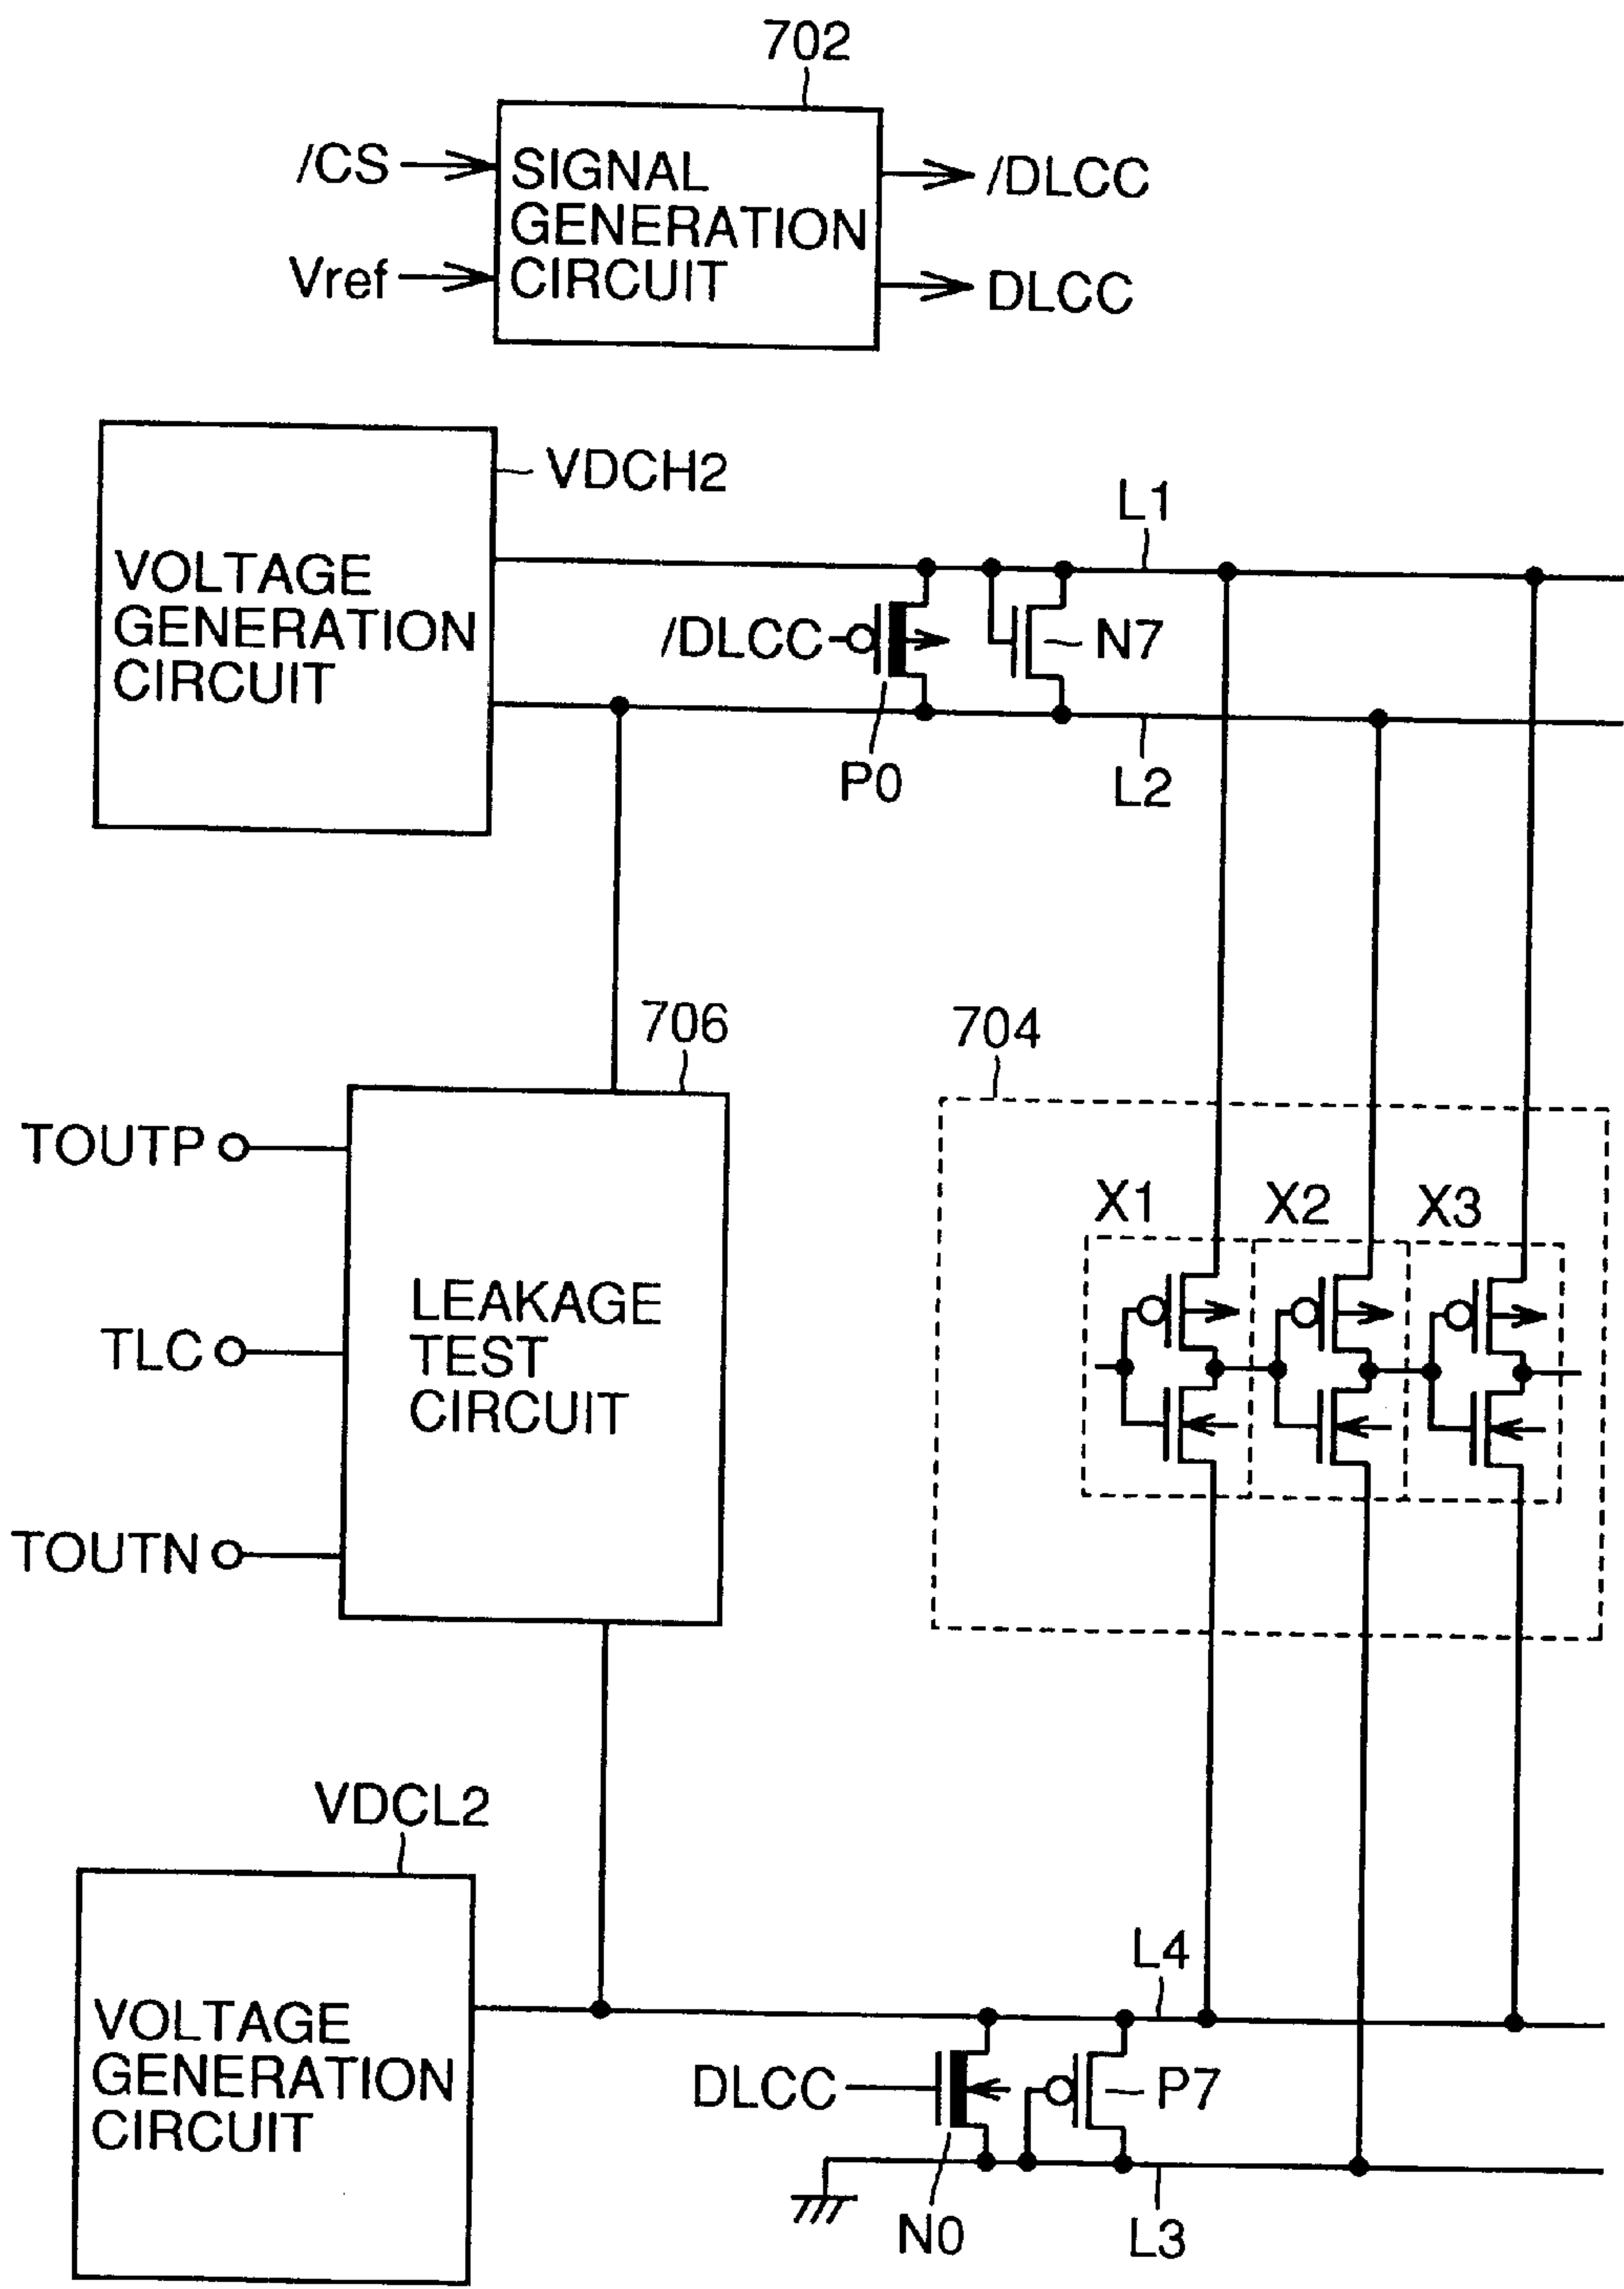 702
/CS
SIGNAL
GENERATION
CIRCUIT
/DLCC
Vref
DLCC
VDCH2
VOLTAGE
GENERATION
CIRCUIT
L1
/DLCC
N7
P0
L2
706
704
TOUTP
TLC
TOUTN
LEAKAGE
TEST
CIRCUIT
X1
X2
X3
VDCL2
VOLTAGE
GENERATION
CIRCUIT
L4
DLCC
P7
N0
L3